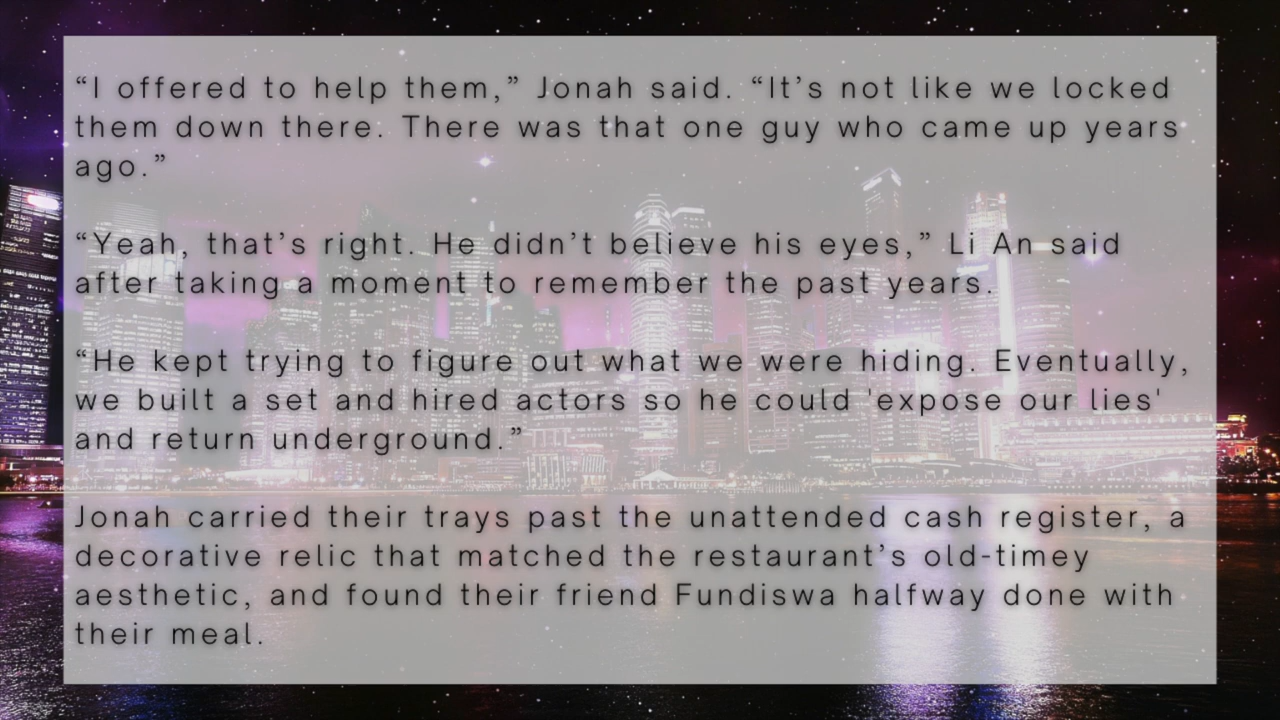 “I offered to help them,” Jonah said. “It’s not like we locked
them down there. There was that one guy who came up years
ago.”
“Yeah, that’s right. He didn’t believe his eyes,” Li An said
after taking a moment to remember the past years.
“He kept trying to figure out what we were hiding. Eventually,
we built a set and hired actors so he could 'expose our lies'
and return underground.”
Jonah carried their trays past the unattended cash register, a
decorative relic that matched the restaurant’s old-timey
aesthetic, and found their friend Fundiswa halfway done with
their meal.